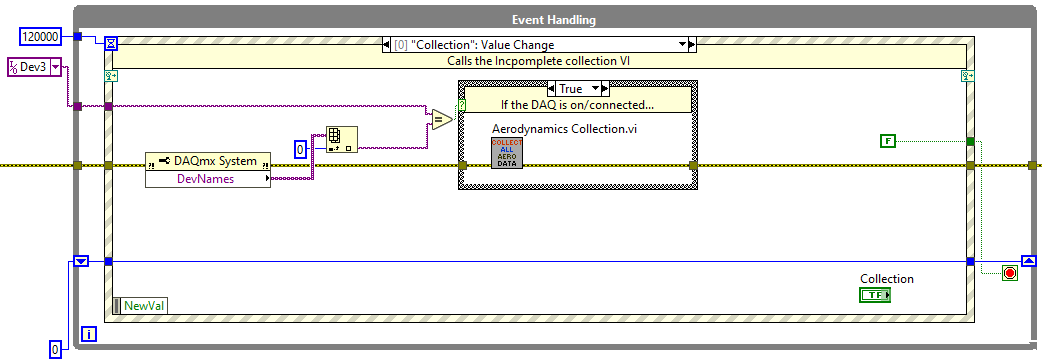 Event Handling
120000
[0] "Collection": Value Change
Calls the Incpomplete collection VI
I/O Dev3
True
If the DAQ is on/connected...
?
=
Aerodynamics Collection.vi
COLLECT
ALL
AERO
DATA
0
F
DAQmx System
DevNames
Collection
TF
NewVal
i
0